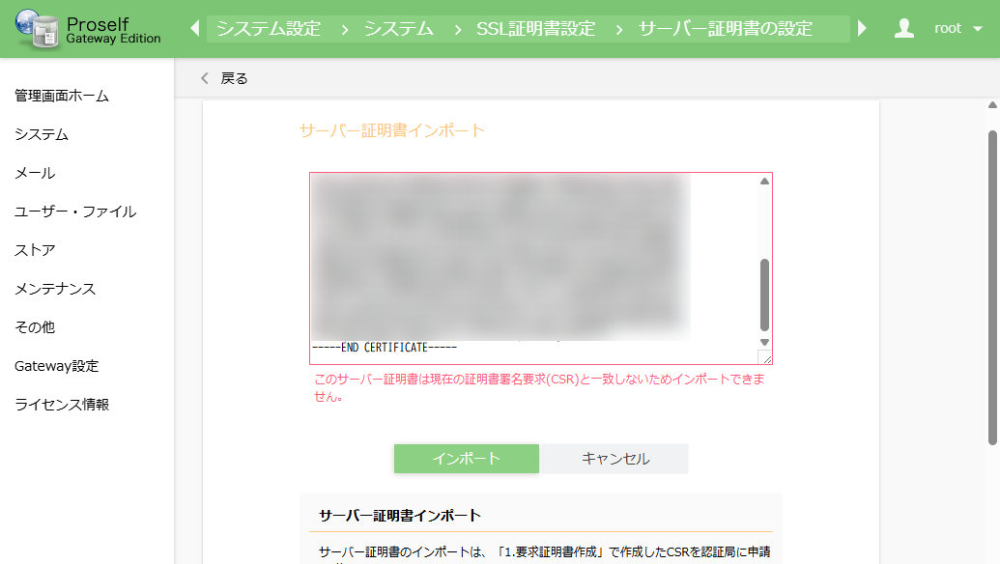 Proself
Gateway Edition
システム設定 > システム > SSL証明書設定 > サーバー証明書の設定
root
戻る
管理画面ホーム
システム
メール
ユーザー・ファイル
ストア
メンテナンス
その他
Gateway設定
ライセンス情報
サーバー証明書インポート
-----END CERTIFICATE-----
このサーバー証明書は現在の証明書署名要求(CSR)と一致しないためインポートできま
せん。
インポート
キャンセル
サーバー証明書インポート
サーバー証明書のインポートは、「1.要求証明書作成」で作成したCSRを認証局に申請